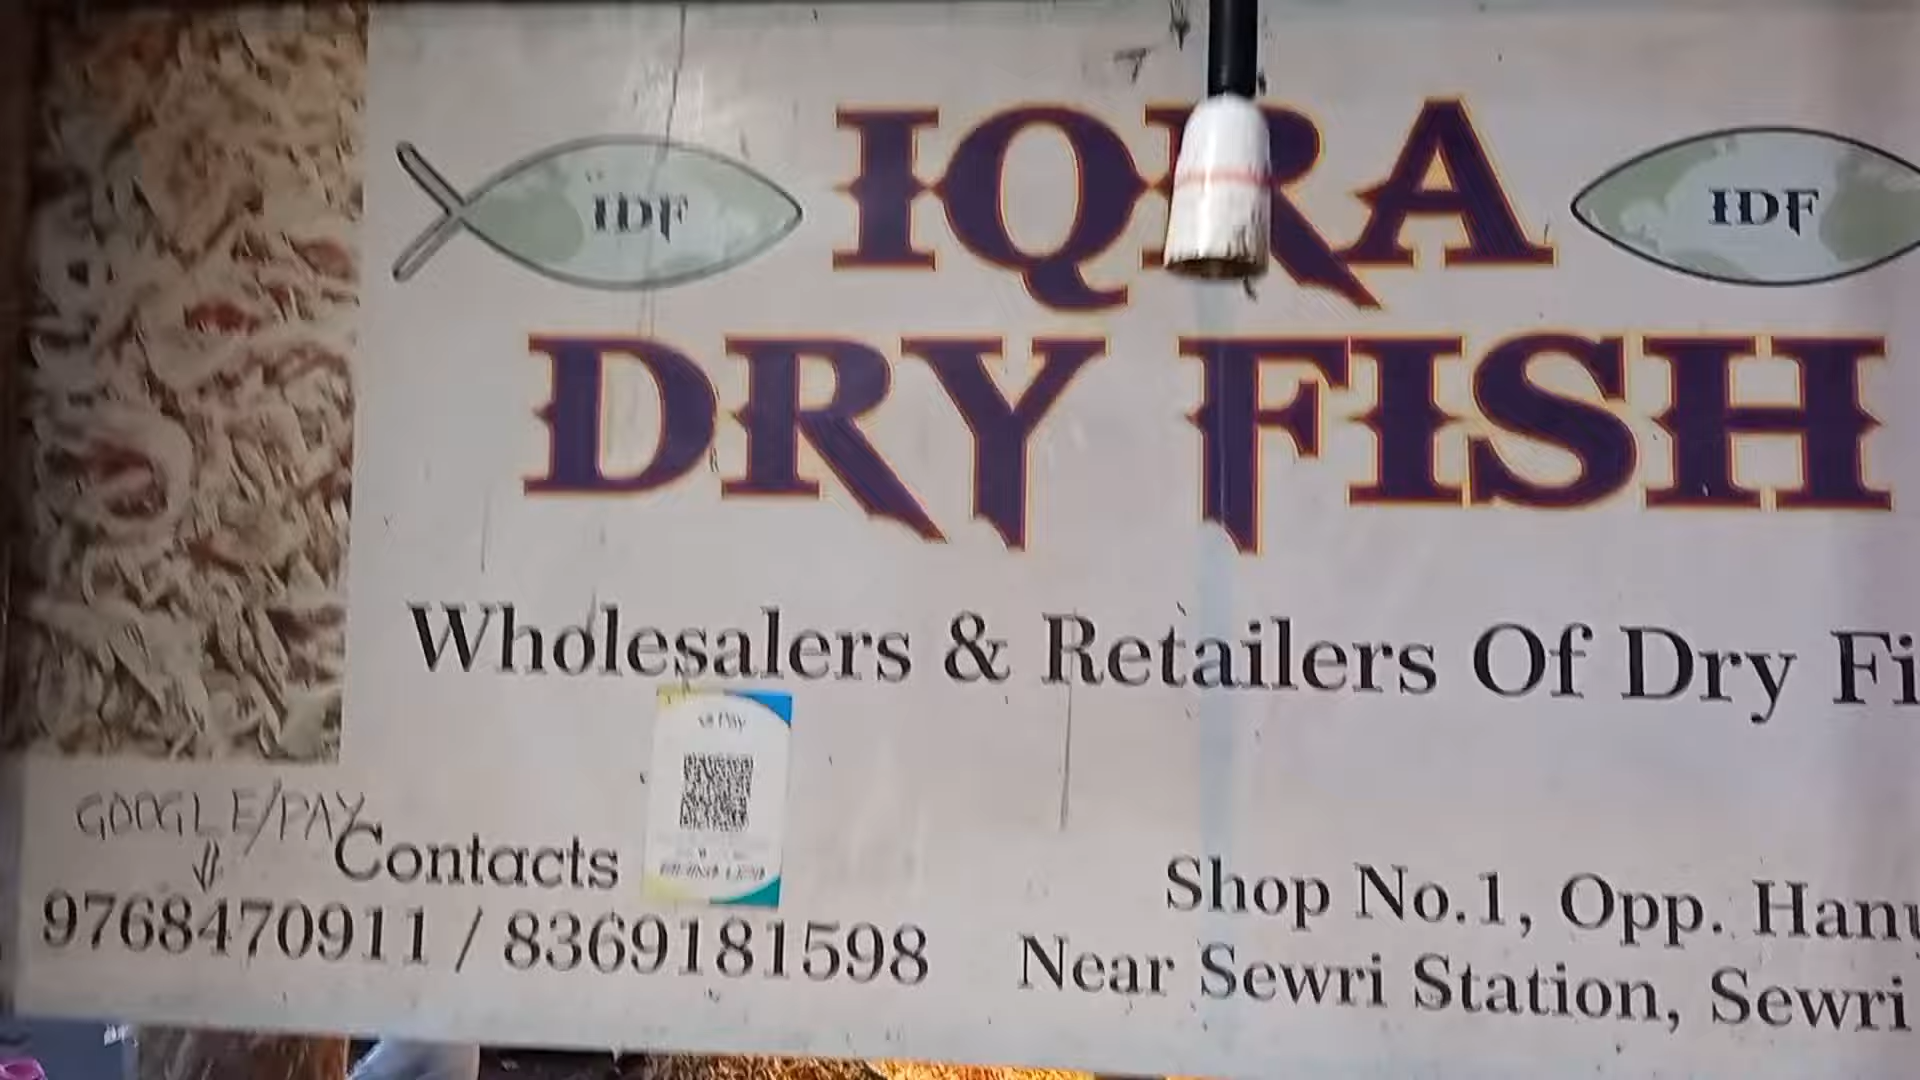 IDF IQRA IDF
DRY FISH
Wholesalers & Retailers Of Dry Fi
Pay
GOOGLE/PAY
Contacts
9768470911 / 8369181598
Shop No.1, Opp. Hanu
Near Sewri Station, Sewri